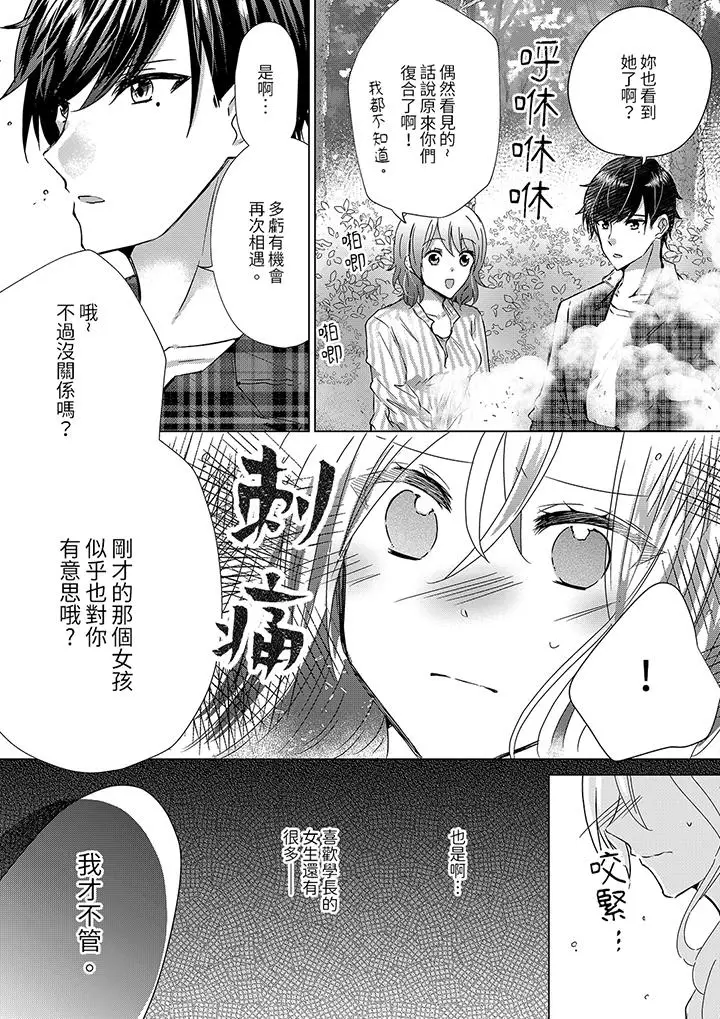 妳也看到
她了啊？
呼咻咻咻
偶然看見的~
話說原來你們
復合了啊！
我都不知道。
啪唧
啪唧
是啊…
多虧有機會
再次相遇。
哦~
不過沒關係嗎？
剛才的那個女孩
似乎也對你
有意思哦？
刺痛
！
咬緊…
也是啊…
喜歡學長的
女生還有
很多──
我才不管。